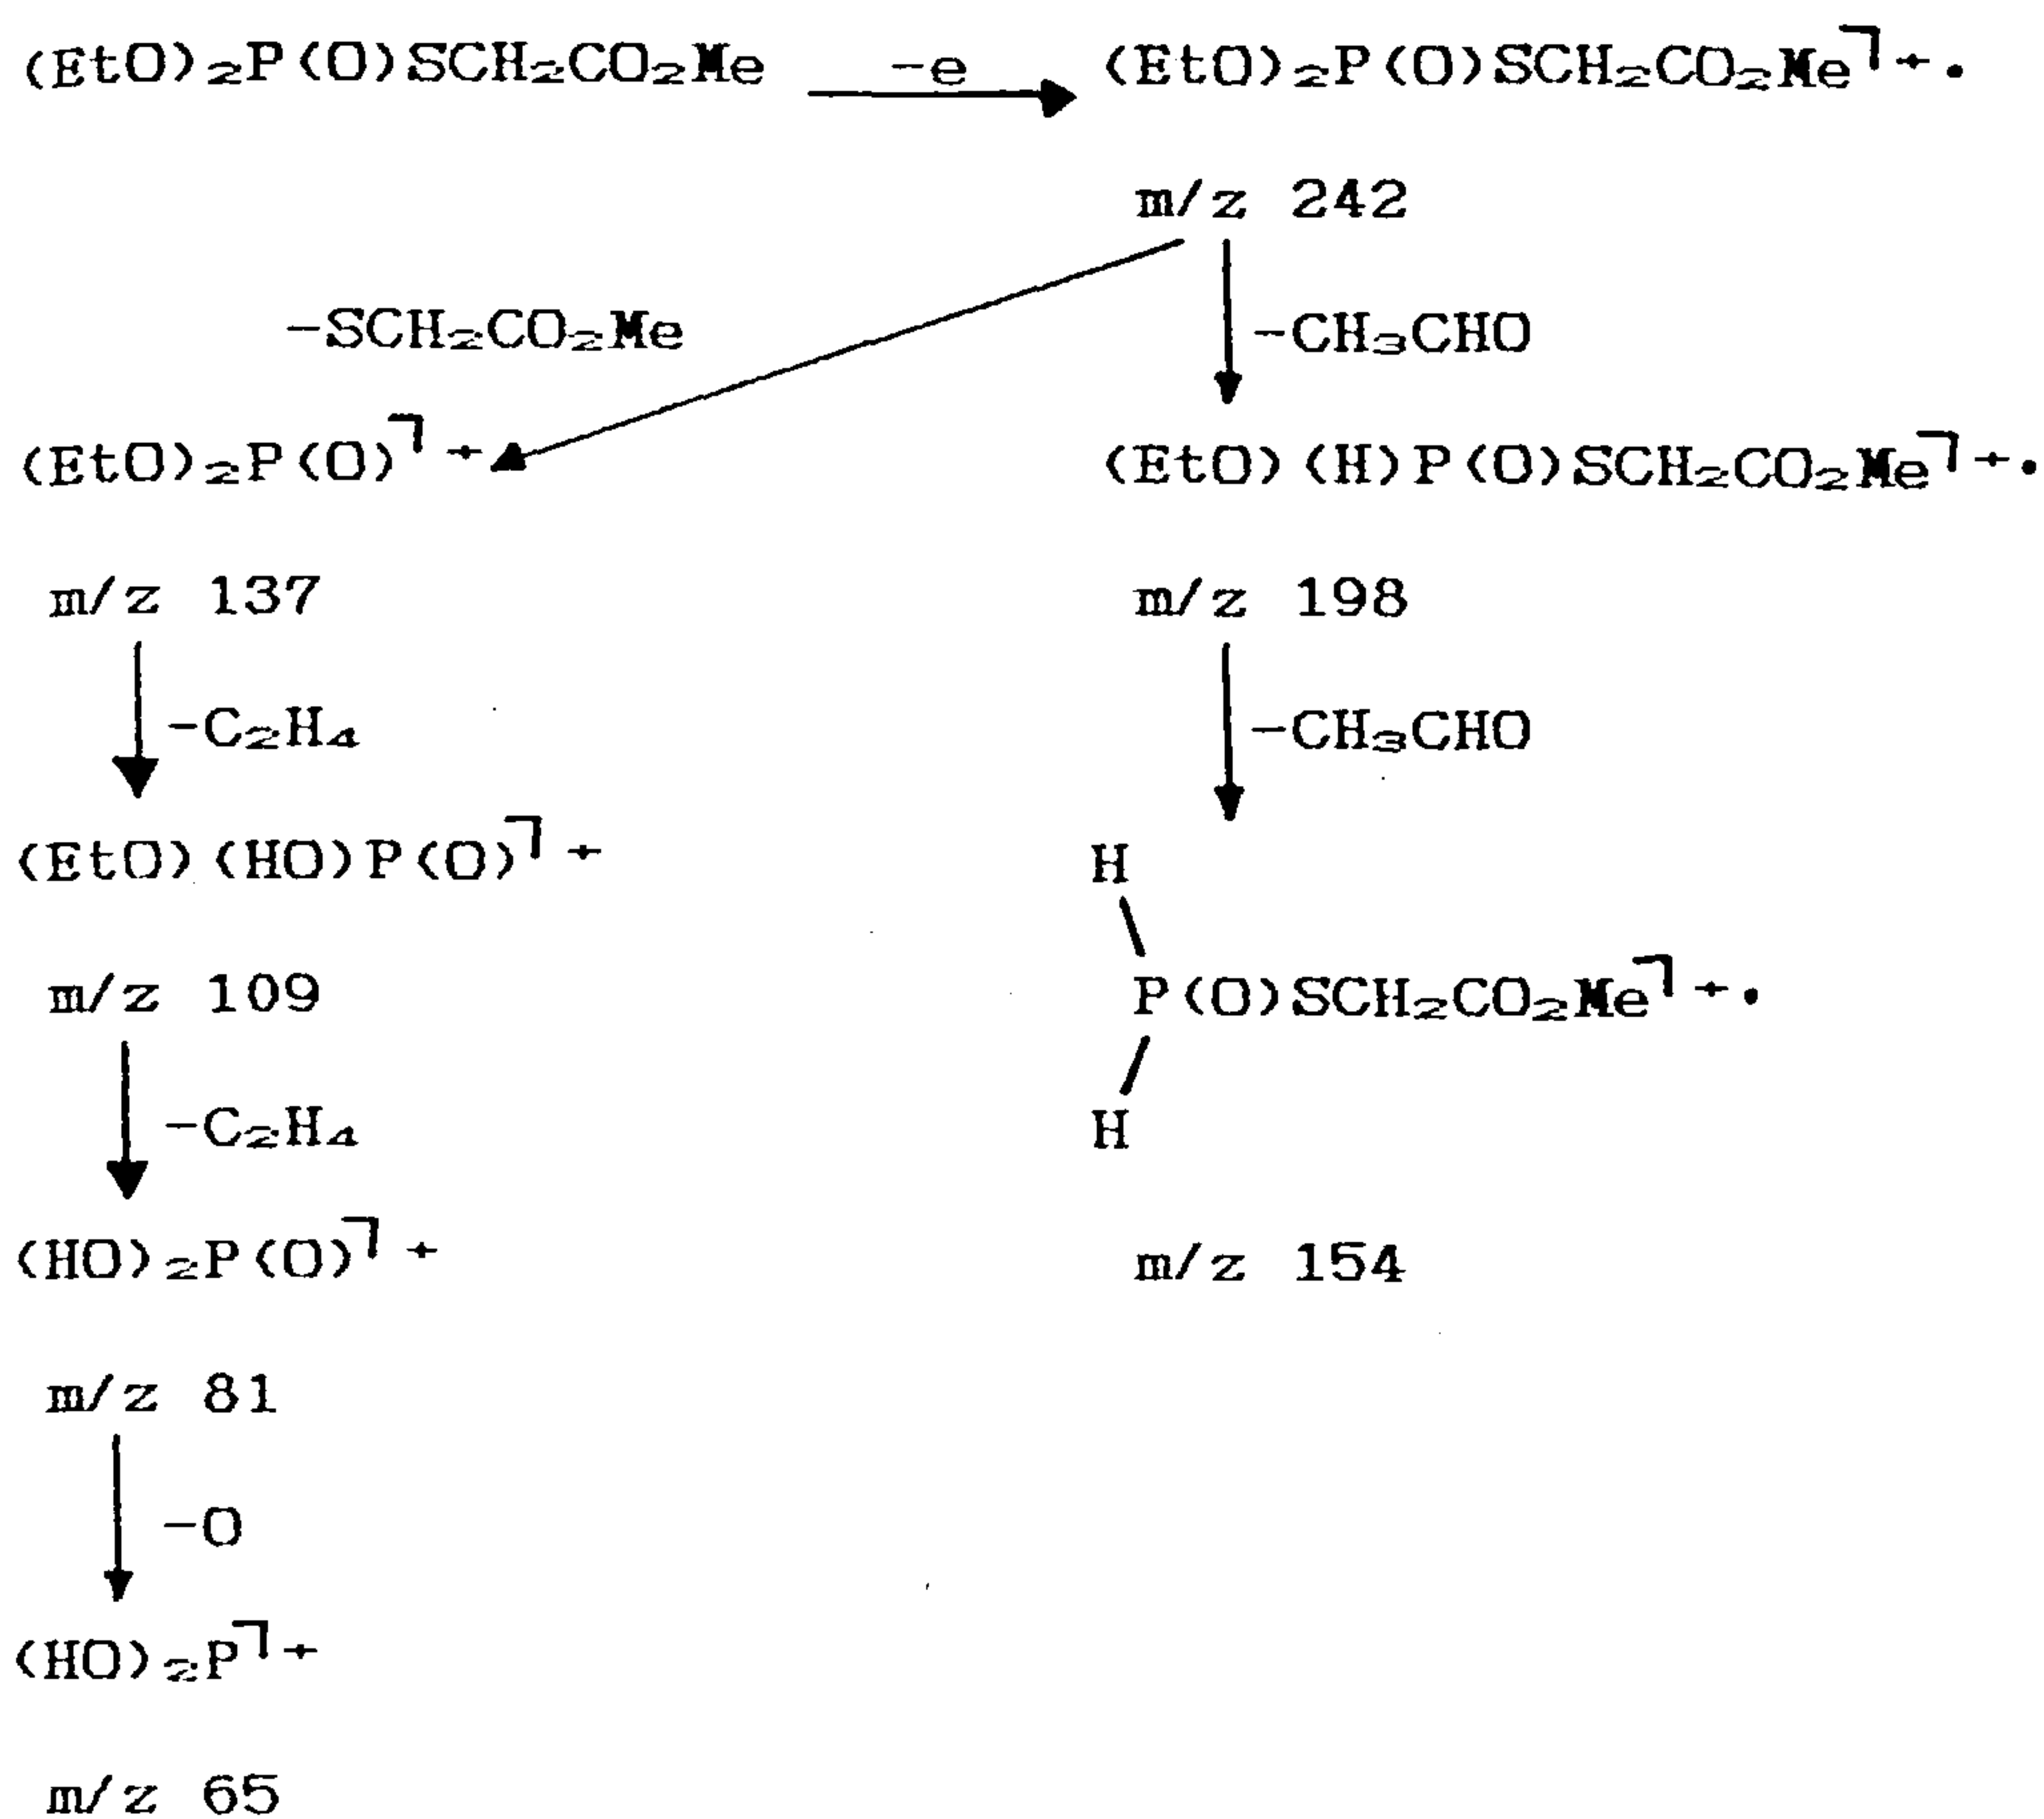 (EtO)₂P(O)SCH₂CO₂Me -e (EtO)₂P(O)SCH₂CO₂Me⎤+•
m/z 242
-SCH₂CO₂Me -CH₃CHO
(EtO)₂P(O)⎤+ (EtO)(H)P(O)SCH₂CO₂Me⎤+•
m/z 137 m/z 198
-C₂H₄ -CH₃CHO
(EtO)(HO)P(O)⎤+ H
m/z 109 P(O)SCH₂CO₂Me⎤+•
-C₂H₄ H
(HO)₂P(O)⎤+ m/z 154
m/z 81
-O
(HO)₂P⎤+
m/z 65